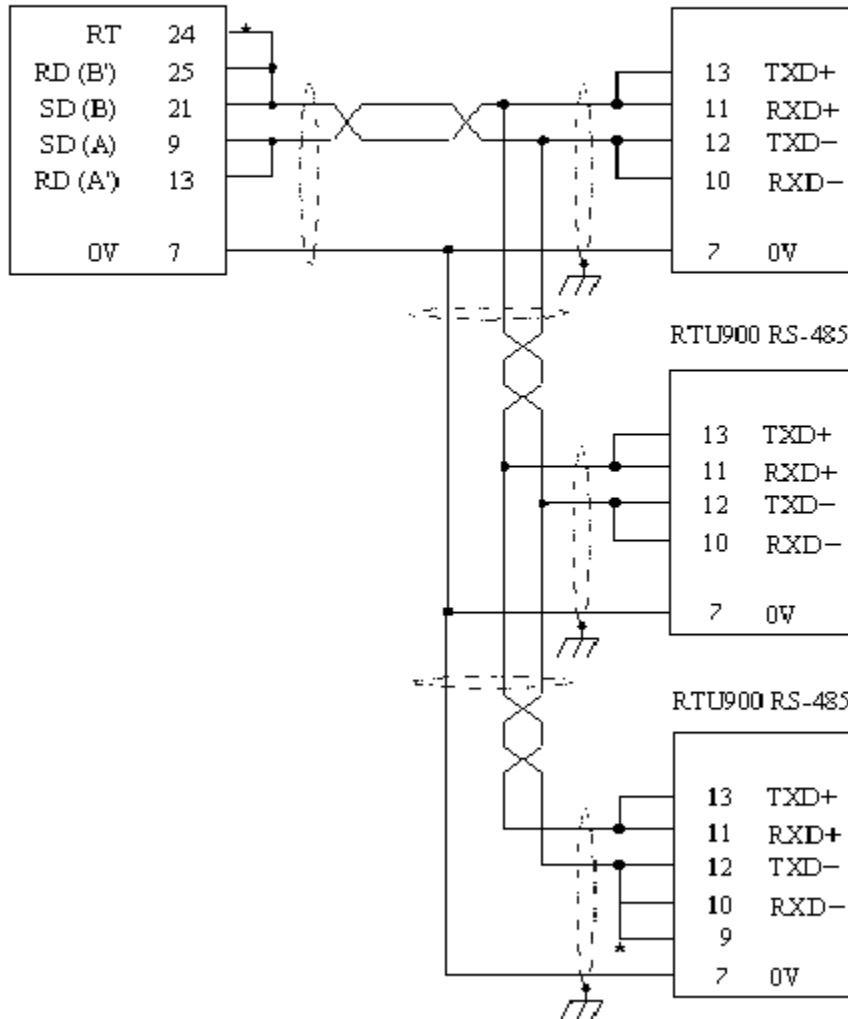 RT 24 *
RD (B') 25
SD (B) 21
SD (A) 9
RD (A') 13
0V 7
13 TXD+
11 RXD+
12 TXD−
10 RXD−
7 0V
RTU900 RS-485
13 TXD+
11 RXD+
12 TXD−
10 RXD−
7 0V
RTU900 RS-485
13 TXD+
11 RXD+
12 TXD−
10 RXD−
* 9
7 0V